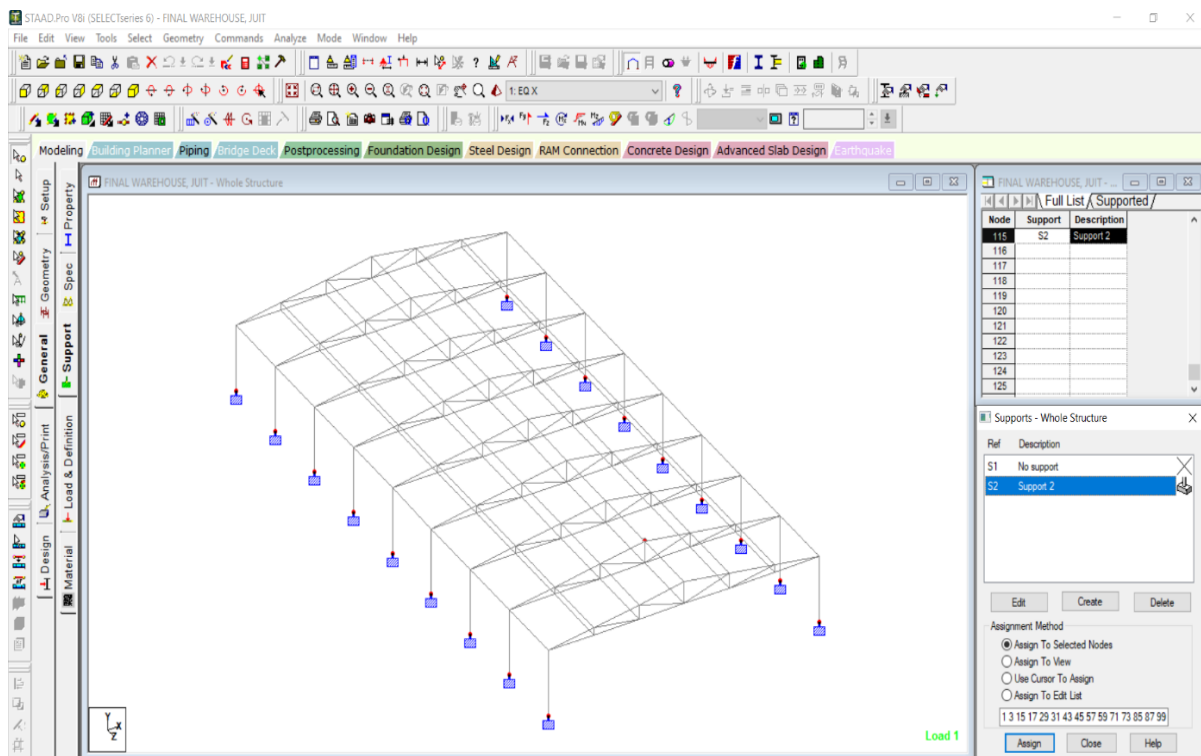 STAAD.Pro V8i (SELECTseries 6) - FINAL WAREHOUSE, JUIT
File Edit View Tools Select Geometry Commands Analyze Mode Window Help
1: EQ X
Modeling Building Planner Piping Bridge Deck Postprocessing Foundation Design Steel Design RAM Connection Concrete Design Advanced Slab Design Earthquake
Setup
Geometry
General
Analysis/Print
Design
Property
Spec
Support
Load & Definition
Material
FINAL WAREHOUSE, JUIT - Whole Structure
Y
X
Z
Load 1
FINAL WAREHOUSE, JUIT - ...
Full List Supported
Node Support Description
115 S2 Support 2
116
117
118
119
120
121
122
123
124
125
Supports - Whole Structure
Ref Description
S1 No support
S2 Support 2
Edit Create Delete
Assignment Method
Assign To Selected Nodes
Assign To View
Use Cursor To Assign
Assign To Edit List
1 3 15 17 29 31 43 45 57 59 71 73 85 87 99
Assign Close Help